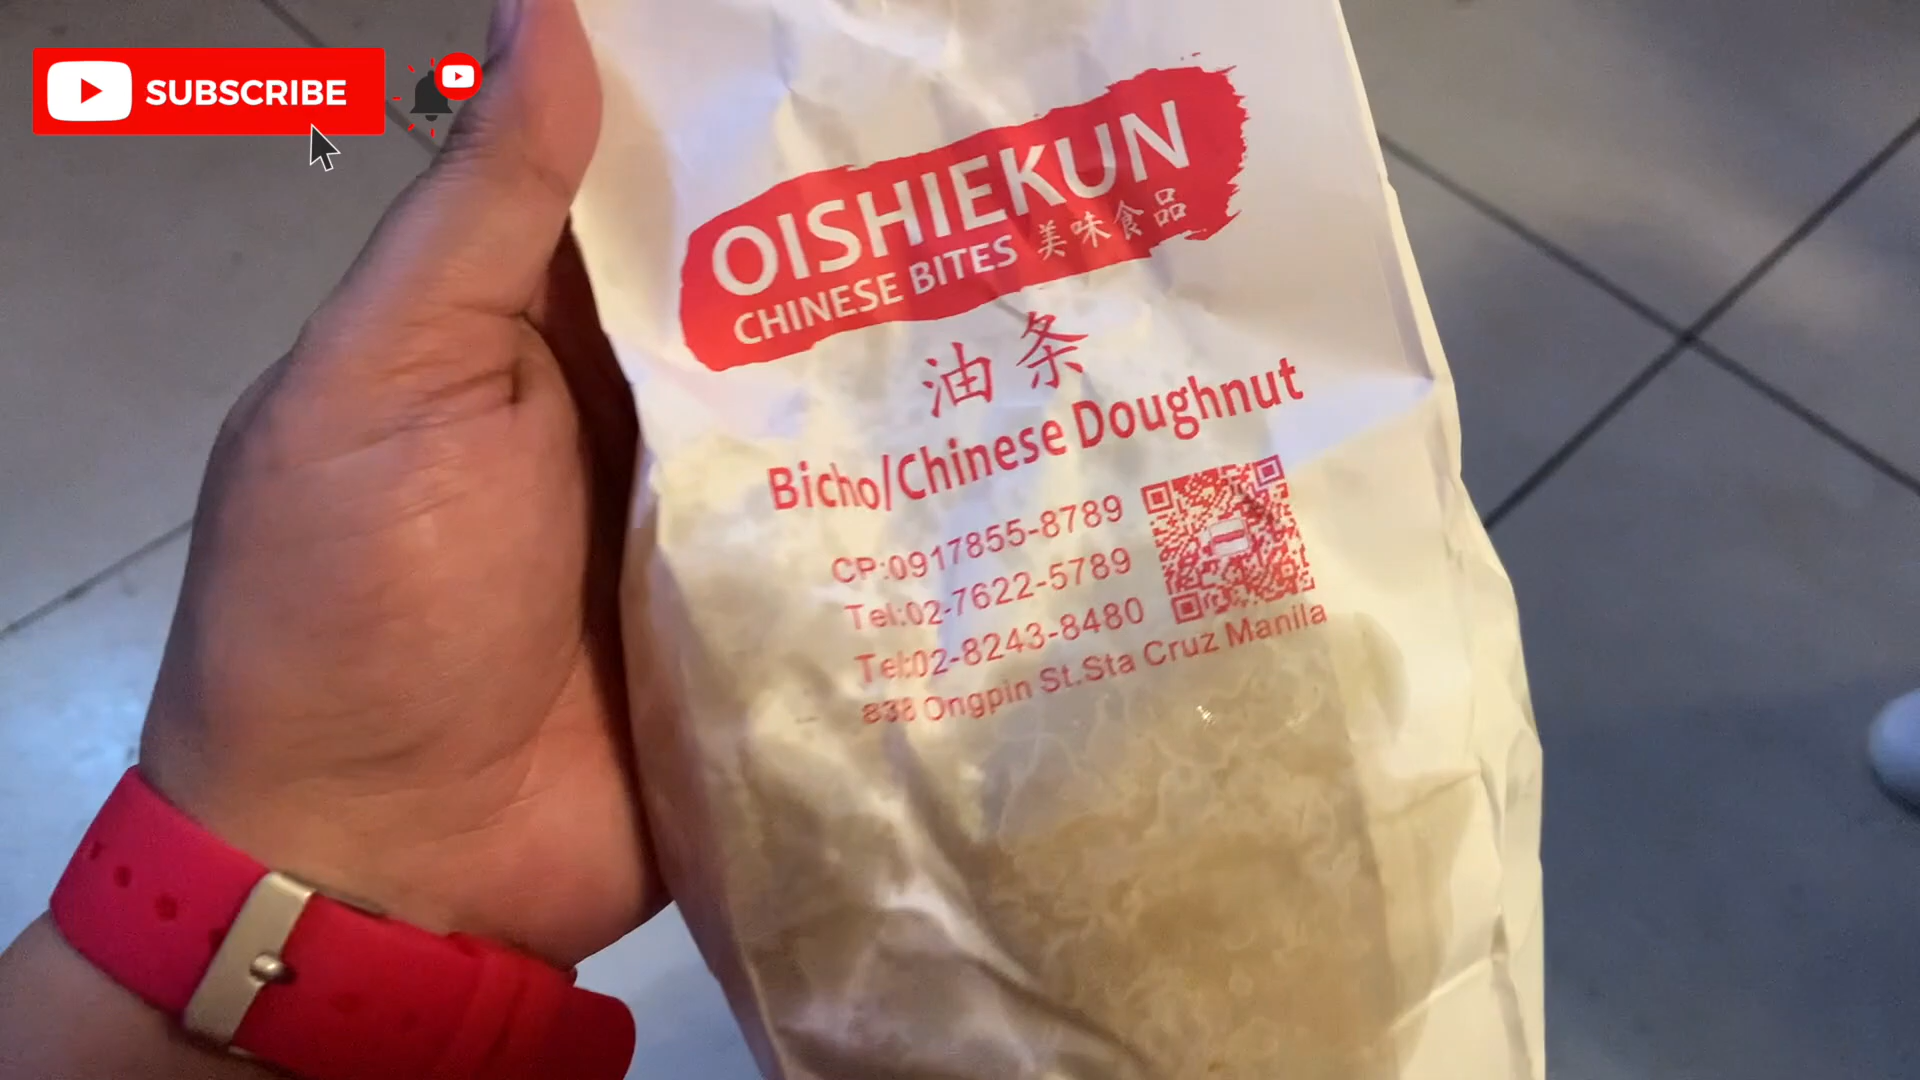 SUBSCRIBE
OISHIEKUN
CHINESE BITES 美味食品
油条
Bicho/Chinese Doughnut
CP:0917855-8789
Tel:02-7622-5789
Tel:02-8243-8480
838 Ongpin St.Sta Cruz Manila